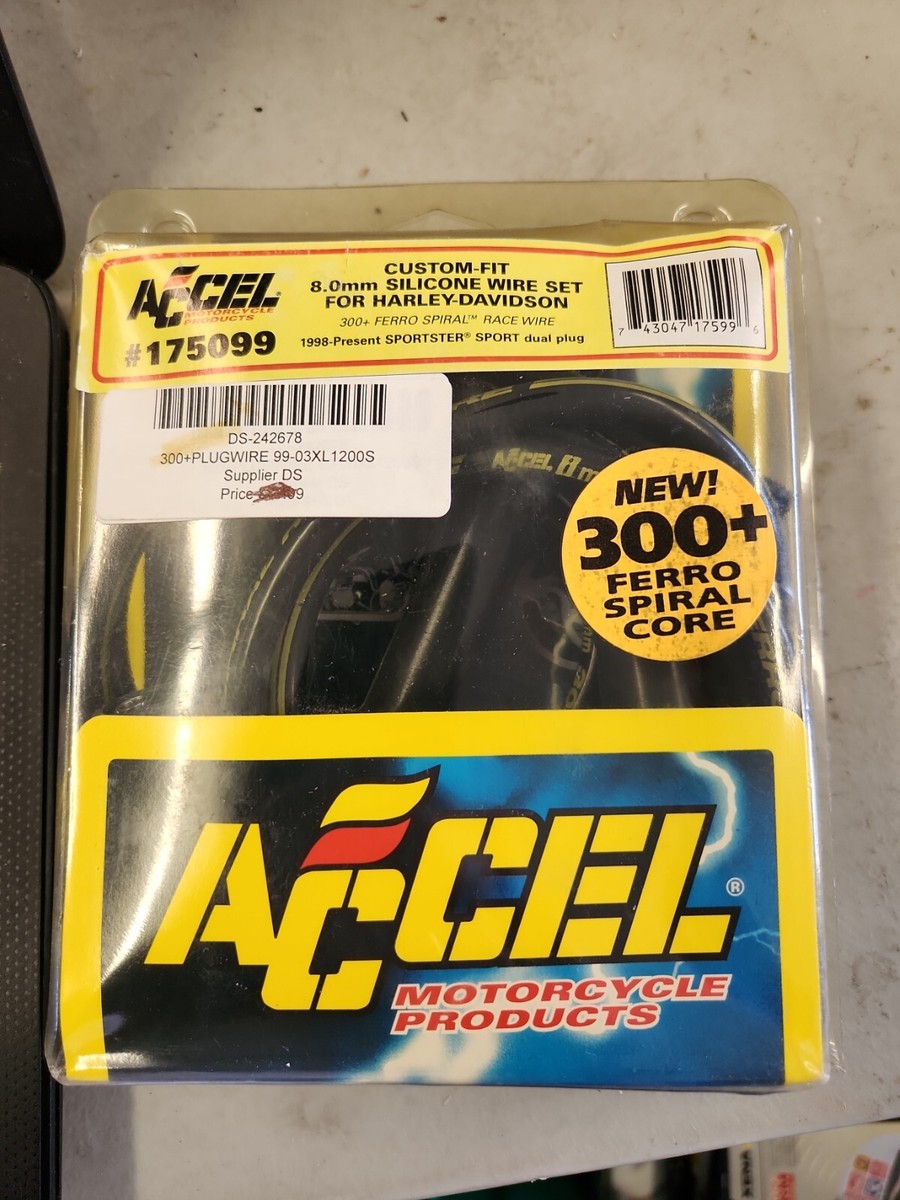 ACCEL
MOTORCYCLE
PRODUCTS
#175099
CUSTOM-FIT
8.0mm SILICONE WIRE SET
FOR HARLEY-DAVIDSON
300+ FERRO SPIRAL™ RACE WIRE
1998-Present SPORTSTER® SPORT dual plug
7 43047 17599 6
DS-242678
300+PLUGWIRE 99-03XL1200S
Supplier DS
Price
ACCEL 8m
NEW!
300+
FERRO
SPIRAL
CORE
ACCEL®
MOTORCYCLE
PRODUCTS